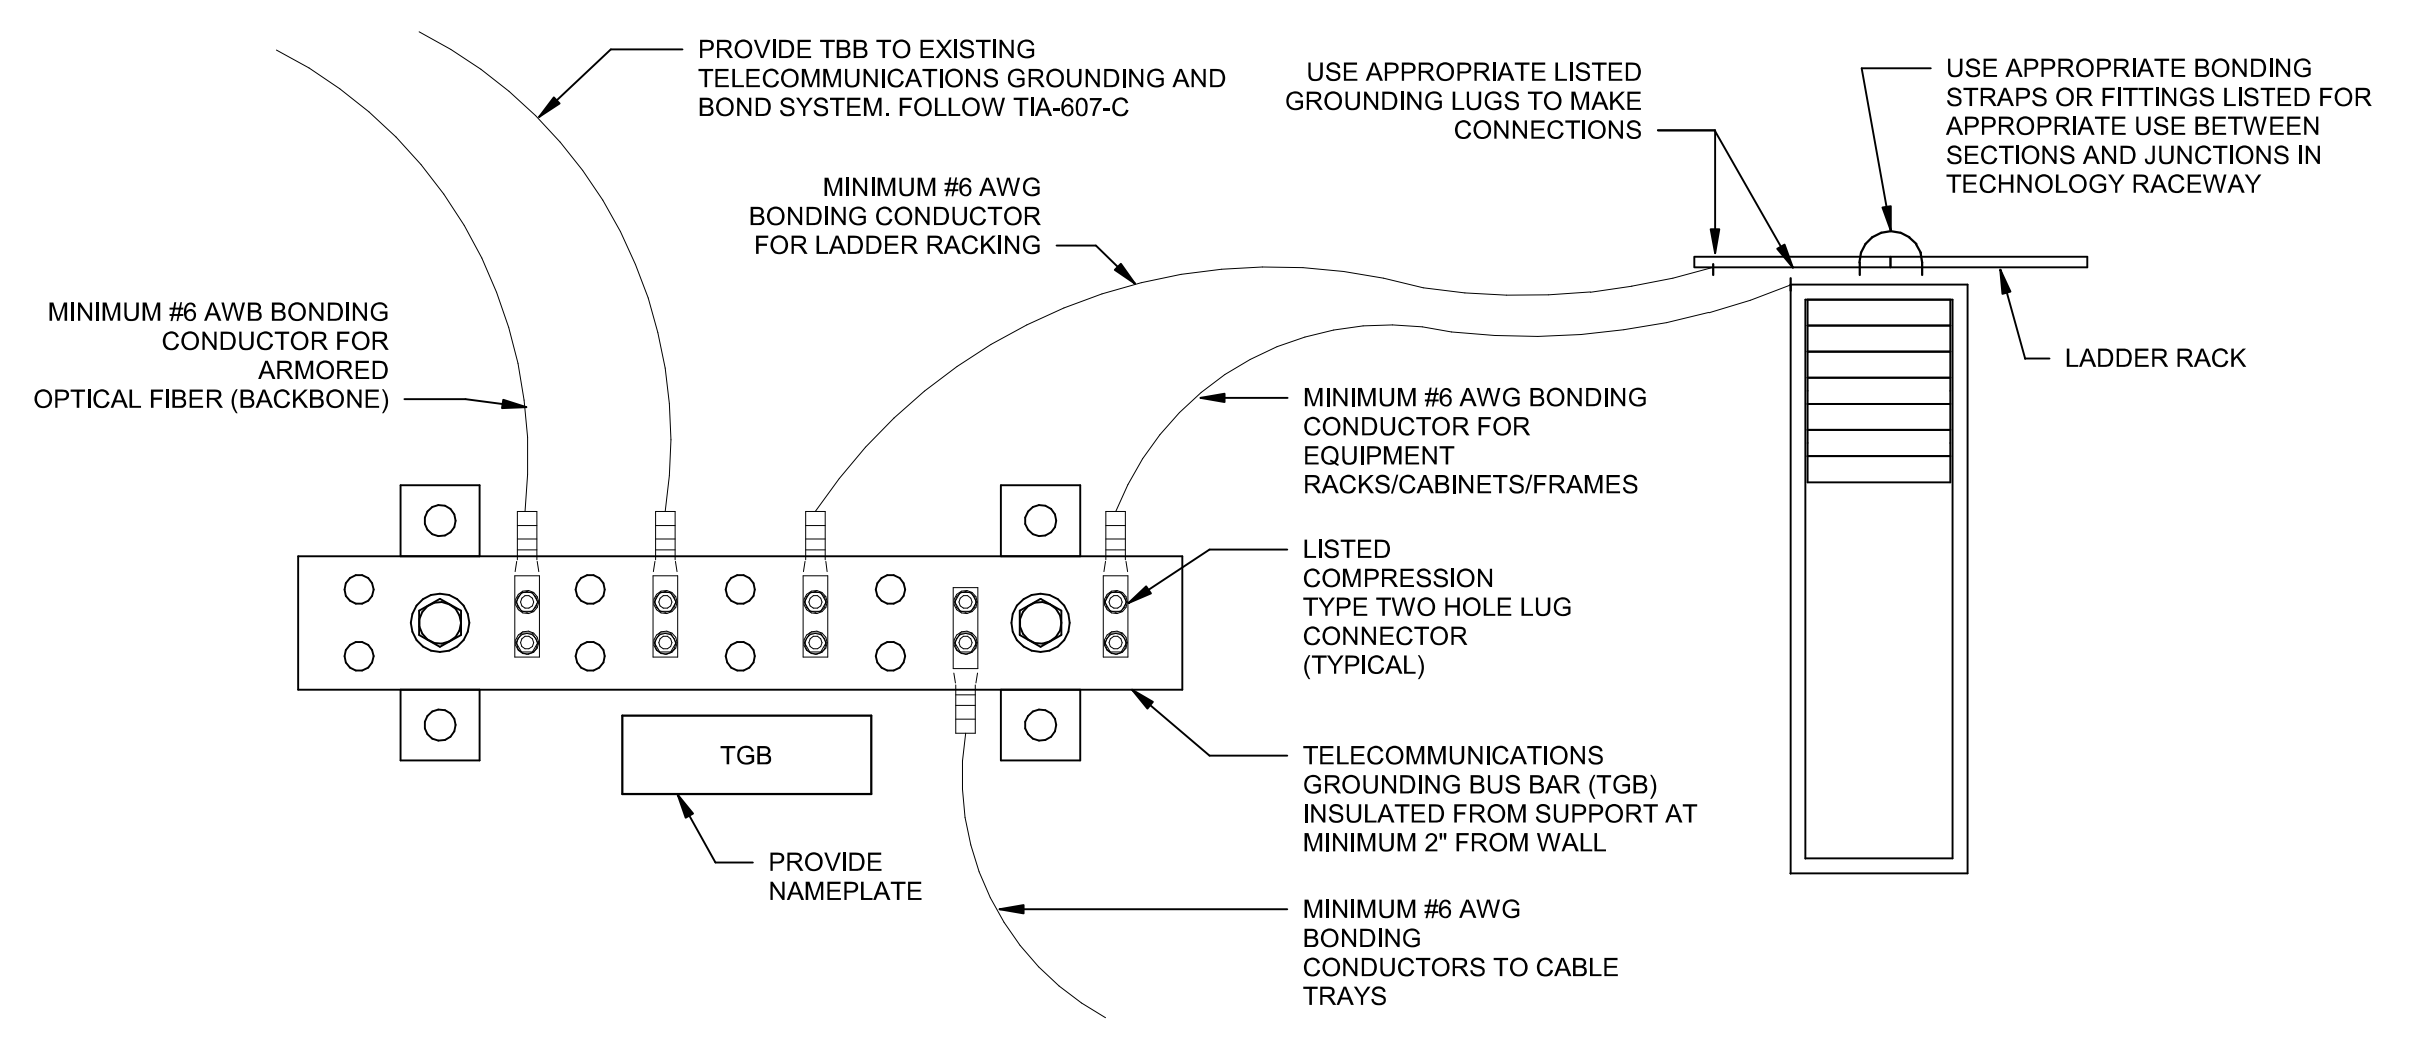 PROVIDE TBB TO EXISTING
TELECOMMUNICATIONS GROUNDING AND
BOND SYSTEM. FOLLOW TIA-607-C
USE APPROPRIATE LISTED
GROUNDING LUGS TO MAKE
CONNECTIONS
USE APPROPRIATE BONDING
STRAPS OR FITTINGS LISTED FOR
APPROPRIATE USE BETWEEN
SECTIONS AND JUNCTIONS IN
TECHNOLOGY RACEWAY
MINIMUM #6 AWG
BONDING CONDUCTOR
FOR LADDER RACKING
MINIMUM #6 AWB BONDING
CONDUCTOR FOR
ARMORED
OPTICAL FIBER (BACKBONE)
LADDER RACK
MINIMUM #6 AWG BONDING
CONDUCTOR FOR
EQUIPMENT
RACKS/CABINETS/FRAMES
LISTED
COMPRESSION
TYPE TWO HOLE LUG
CONNECTOR
(TYPICAL)
TGB
TELECOMMUNICATIONS
GROUNDING BUS BAR (TGB)
INSULATED FROM SUPPORT AT
MINIMUM 2" FROM WALL
PROVIDE
NAMEPLATE
MINIMUM #6 AWG
BONDING
CONDUCTORS TO CABLE
TRAYS